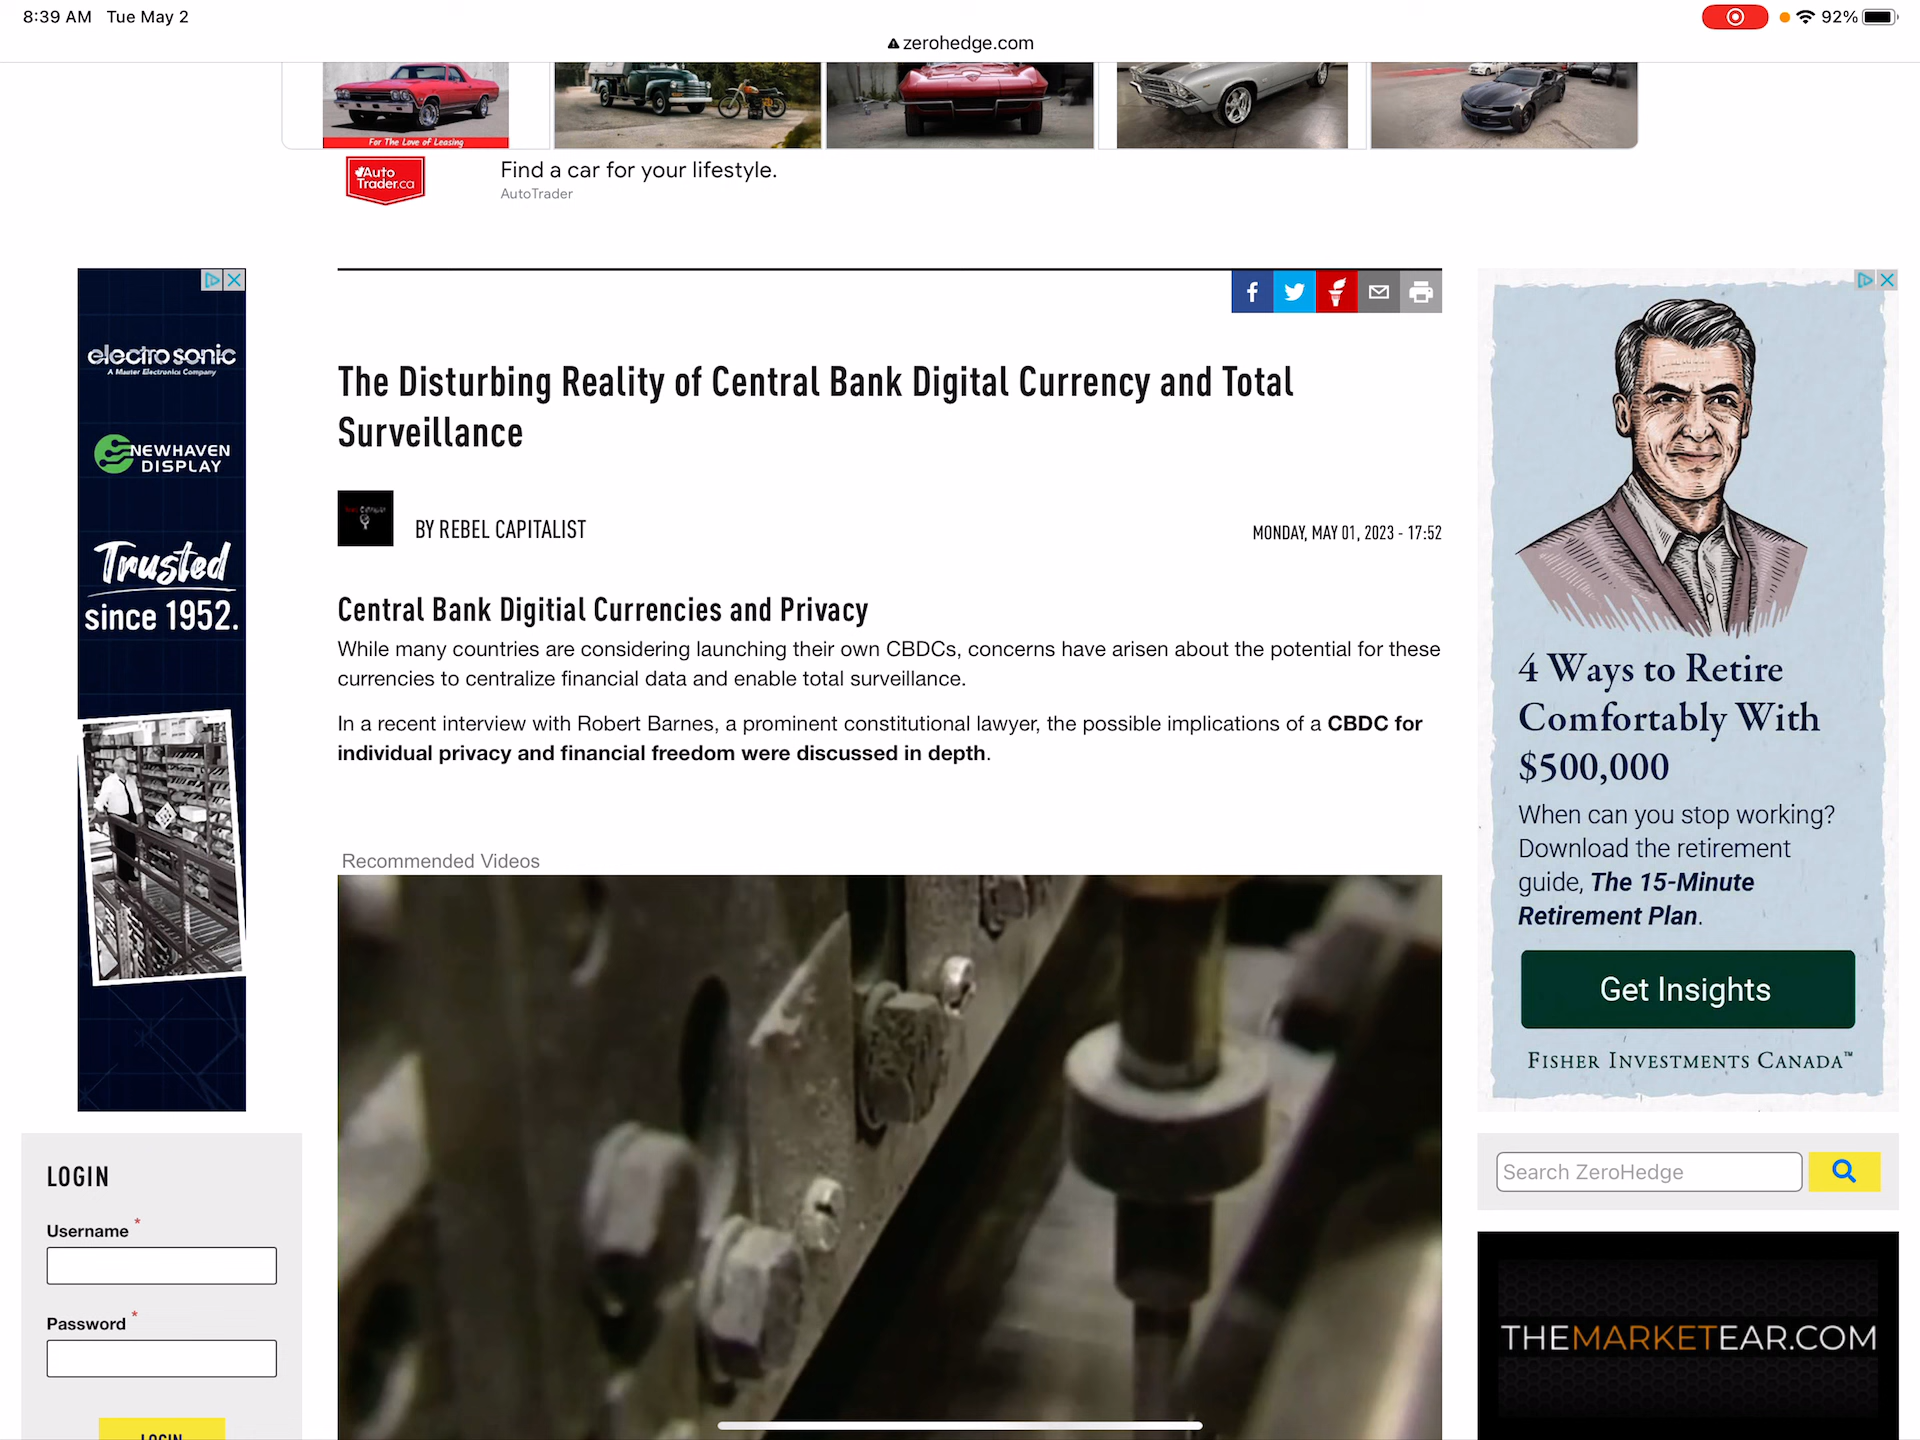 8:39 AM Tue May 2
92%
zerohedge.com
For The Love of Leasing
Auto
Trader.ca
Find a car for your lifestyle.
AutoTrader
electro sonic
A Master Electronics Company
NEWHAVEN
DISPLAY
Trusted
since 1952.
The Disturbing Reality of Central Bank Digital Currency and Total
Surveillance
BY REBEL CAPITALIST
MONDAY, MAY 01, 2023 - 17:52
Central Bank Digitial Currencies and Privacy
While many countries are considering launching their own CBDCs, concerns have arisen about the potential for these
currencies to centralize financial data and enable total surveillance.
In a recent interview with Robert Barnes, a prominent constitutional lawyer, the possible implications of a CBDC for
individual privacy and financial freedom were discussed in depth.
Recommended Videos
4 Ways to Retire
Comfortably With
$500,000
When can you stop working?
Download the retirement
guide, The 15-Minute
Retirement Plan.
Get Insights
FISHER INVESTMENTS CANADA™
LOGIN
Username *
Password *
LOGIN
Search ZeroHedge
THEMARKETEAR.COM